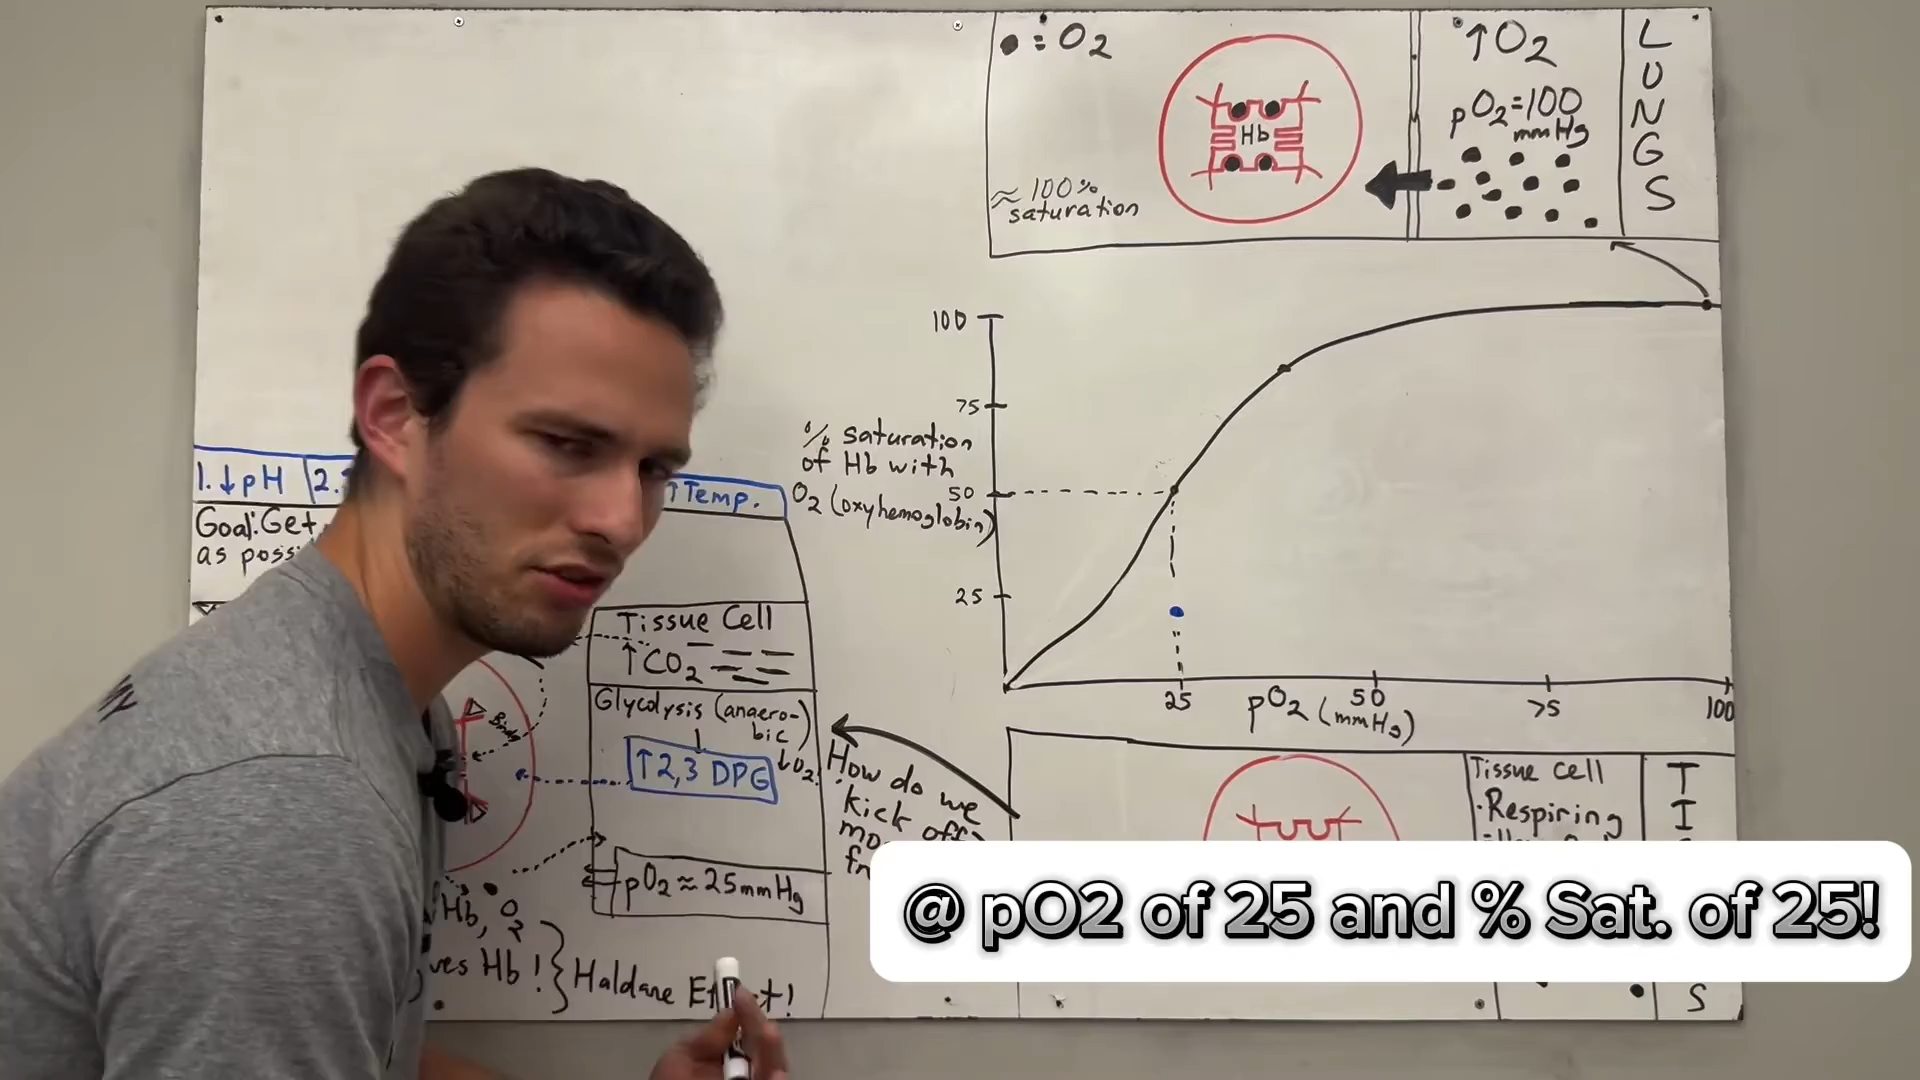 ● = O2
Hb
≈ 100%
saturation
↑O2
pO2=100
mmHg
LUNGS
100
75
% saturation
of Hb with
O2 (oxyhemoglobin)
50
25
25
50
75
100
pO2 (mmHg)
1. ↓pH
2.
↑Temp.
Goal: Get
as
Tissue Cell
↑CO2
Glycolysis (anaero-
bic
↓O2
↑2,3 DPG
Binds
pO2 ≈ 25mmHg
Hb, O2
Hb!
Haldane Effect!
How do we
kick off
Tissue Cell
·Respiring
T
I
S
@ pO2 of 25 and % Sat. of 25!